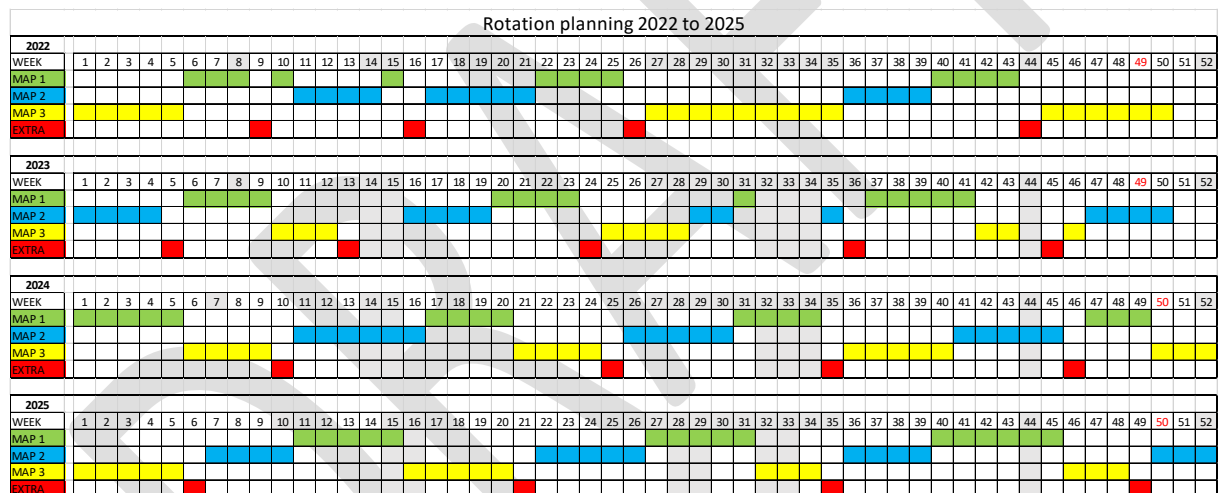 Rotation planning 2022 to 2025
2022
WEEK 1 2 3 4 5 6 7 8 9 10 11 12 13 14 15 16 17 18 19 20 21 22 23 24 25 26 27 28 29 30 31 32 33 34 35 36 37 38 39 40 41 42 43 44 45 46 47 48 49 50 51 52
MAP 1
MAP 2
MAP 3
EXTRA
2023
WEEK 1 2 3 4 5 6 7 8 9 10 11 12 13 14 15 16 17 18 19 20 21 22 23 24 25 26 27 28 29 30 31 32 33 34 35 36 37 38 39 40 41 42 43 44 45 46 47 48 49 50 51 52
MAP 1
MAP 2
MAP 3
EXTRA
2024
WEEK 1 2 3 4 5 6 7 8 9 10 11 12 13 14 15 16 17 18 19 20 21 22 23 24 25 26 27 28 29 30 31 32 33 34 35 36 37 38 39 40 41 42 43 44 45 46 47 48 49 50 51 52
MAP 1
MAP 2
MAP 3
EXTRA
2025
WEEK 1 2 3 4 5 6 7 8 9 10 11 12 13 14 15 16 17 18 19 20 21 22 23 24 25 26 27 28 29 30 31 32 33 34 35 36 37 38 39 40 41 42 43 44 45 46 47 48 49 50 51 52
MAP 1
MAP 2
MAP 3
EXTRA